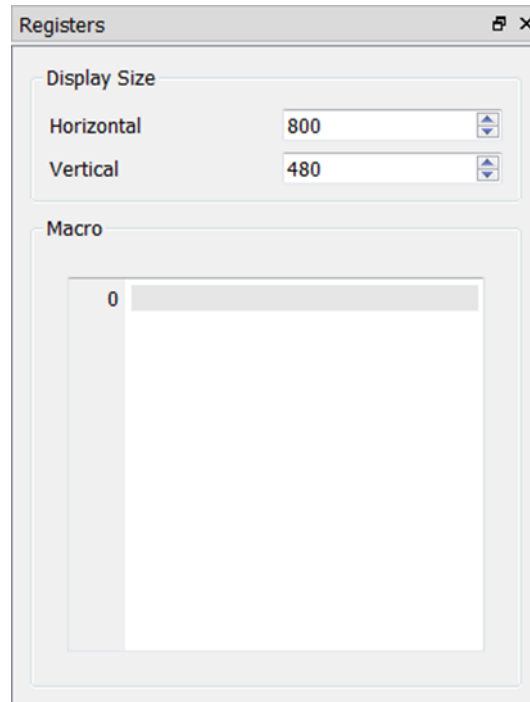 Registers
Display Size
Horizontal 800
Vertical 480
Macro
0